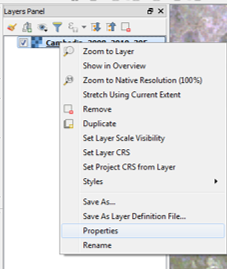 Layers Panel
Zoom to Layer
Show in Overview
Zoom to Native Resolution (100%)
Stretch Using Current Extent
Remove
Duplicate
Set Layer Scale Visibility
Set Layer CRS
Set Project CRS from Layer
Styles
Save As...
Save As Layer Definition File...
Properties
Rename